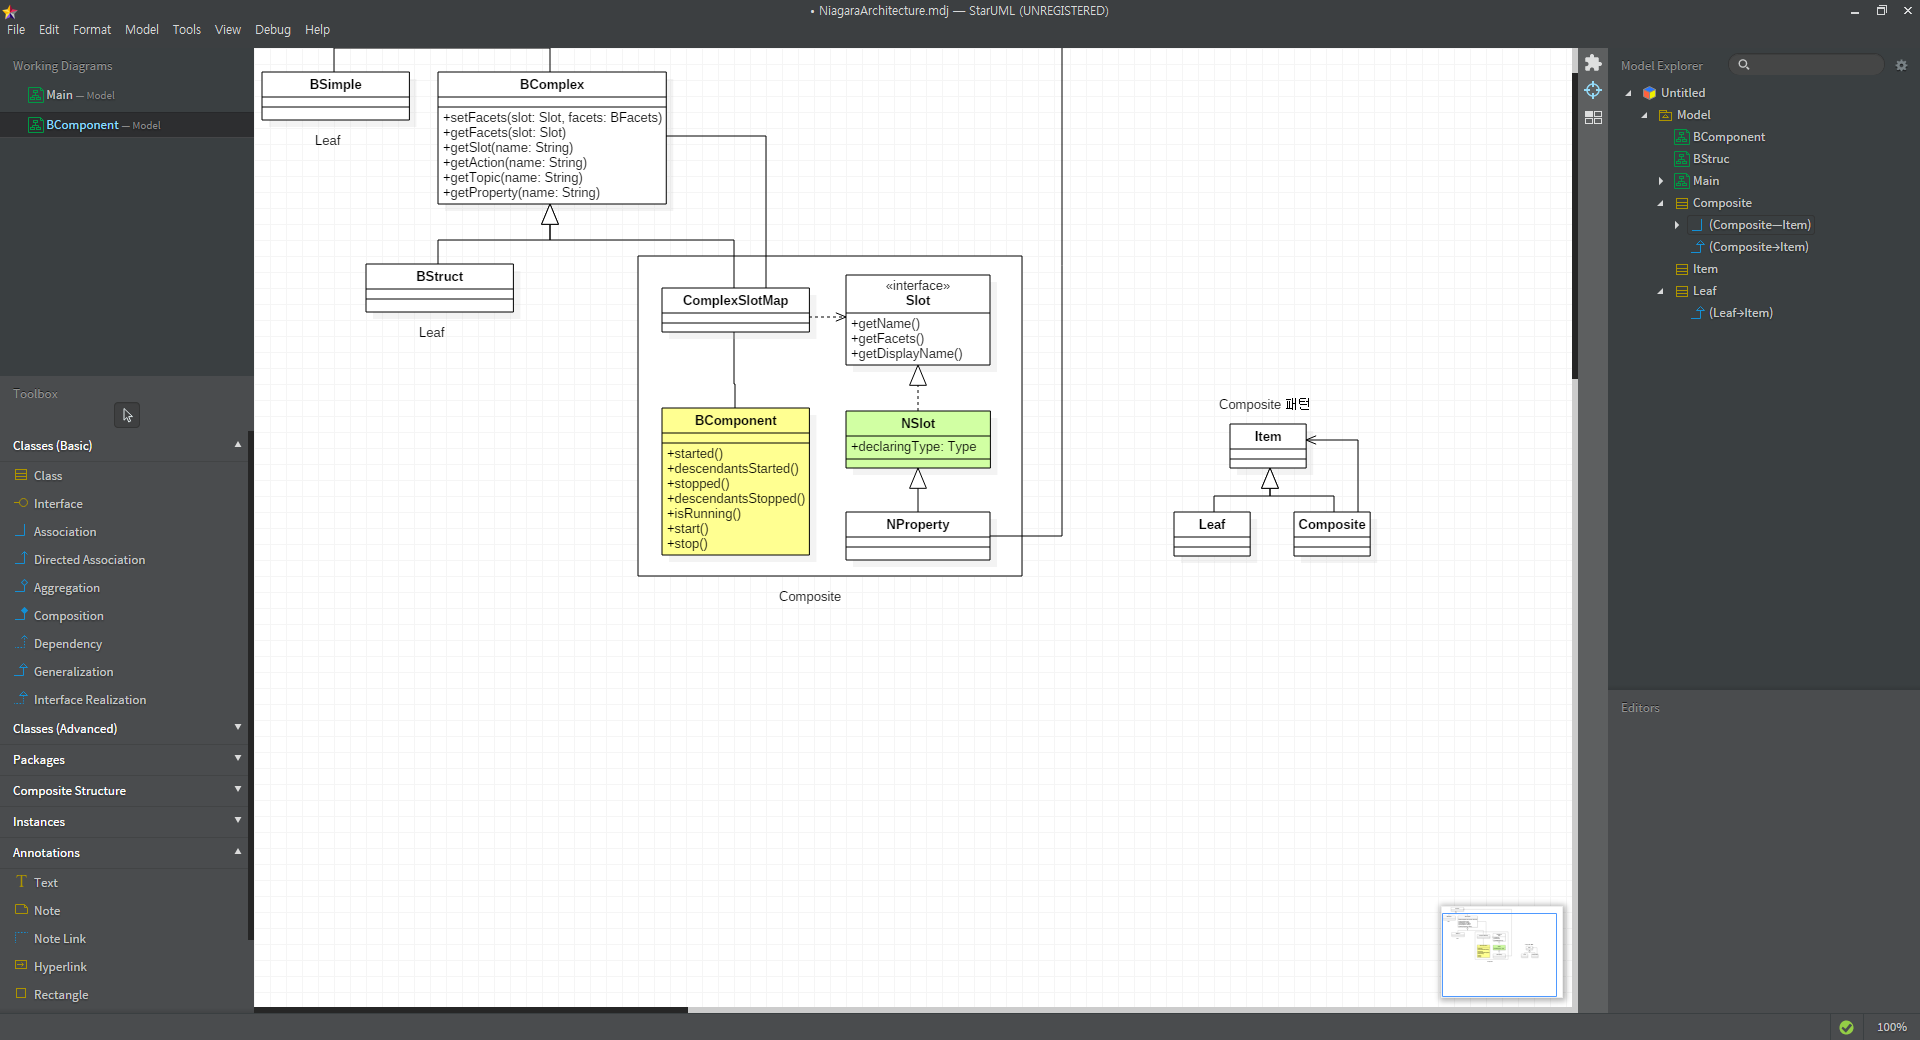 • NiagaraArchitecture.mdj — StarUML (UNREGISTERED)
File Edit Format Model Tools View Debug Help
Working Diagrams
Main — Model
BComponent — Model
Toolbox
Classes (Basic)
Class
Interface
Association
Directed Association
Aggregation
Composition
Dependency
Generalization
Interface Realization
Classes (Advanced)
Packages
Composite Structure
Instances
Annotations
Text
Note
Note Link
Hyperlink
Rectangle
BSimple
Leaf
BComplex
+setFacets(slot: Slot, facets: BFacets)
+getFacets(slot: Slot)
+getSlot(name: String)
+getAction(name: String)
+getTopic(name: String)
+getProperty(name: String)
BStruct
Leaf
ComplexSlotMap
«interface»
Slot
+getName()
+getFacets()
+getDisplayName()
BComponent
+started()
+descendantsStarted()
+stopped()
+descendantsStopped()
+isRunning()
+start()
+stop()
NSlot
+declaringType: Type
NProperty
Composite
Composite 패턴
Item
Leaf
Composite
Model Explorer
Untitled
Model
BComponent
BStruc
Main
Composite
(Composite—Item)
(Composite→Item)
Item
Leaf
(Leaf→Item)
Editors
100%